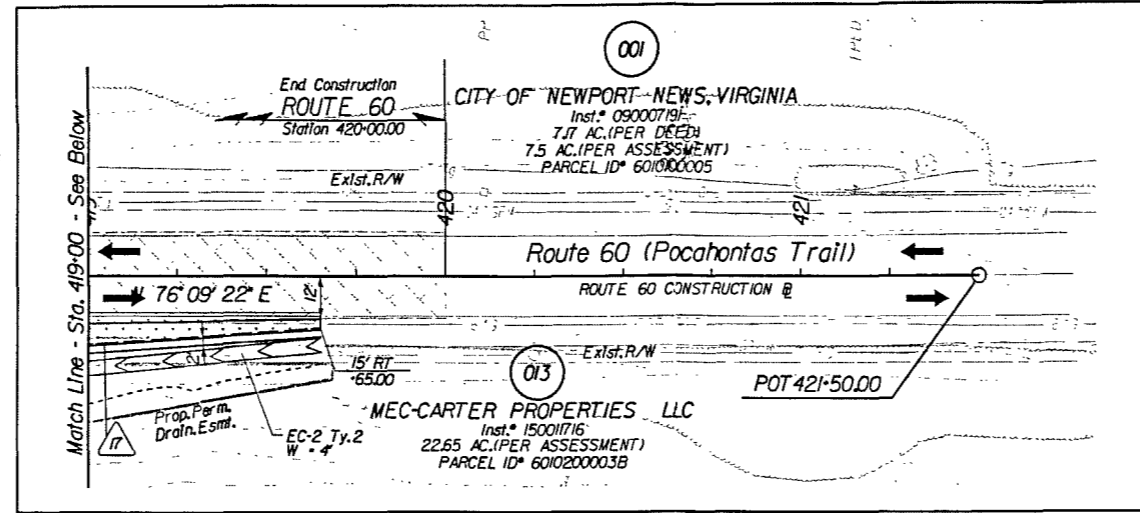 001
End Construction
ROUTE 60
Station 420+00.00
CITY OF NEWPORT NEWS, VIRGINIA
Inst.#
7.17 AC. (PER DEED)
7.5 AC. (PER ASSESSMENT)
PARCEL ID#
Match Line - Sta. 419+00 - See Below
419
420
421
Exist. R/W
Route 60 (Pocahontas Trail)
N 76° 09' 22" E
12'
ROUTE 60 CONSTRUCTION BL
Exist. R/W
15' RT
+65.00
013
POT 421+50.00
MEC-CARTER PROPERTIES LLC
Inst.# 150011716
22.65 AC. (PER ASSESSMENT)
PARCEL ID# 6010200003B
Prop. Perm.
Drain. Esmt.
17
EC-2 Ty. 2
W = 4'